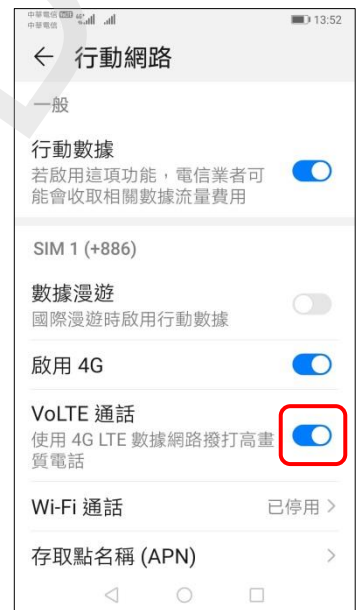 中華電信 HD 4G
中華電信
13:52
行動網路
一般
行動數據
若啟用這項功能，電信業者可
能會收取相關數據流量費用
SIM 1 (+886)
數據漫遊
國際漫遊時啟用行動數據
啟用 4G
VoLTE 通話
使用 4G LTE 數據網路撥打高畫
質電話
Wi-Fi 通話
已停用
存取點名稱 (APN)